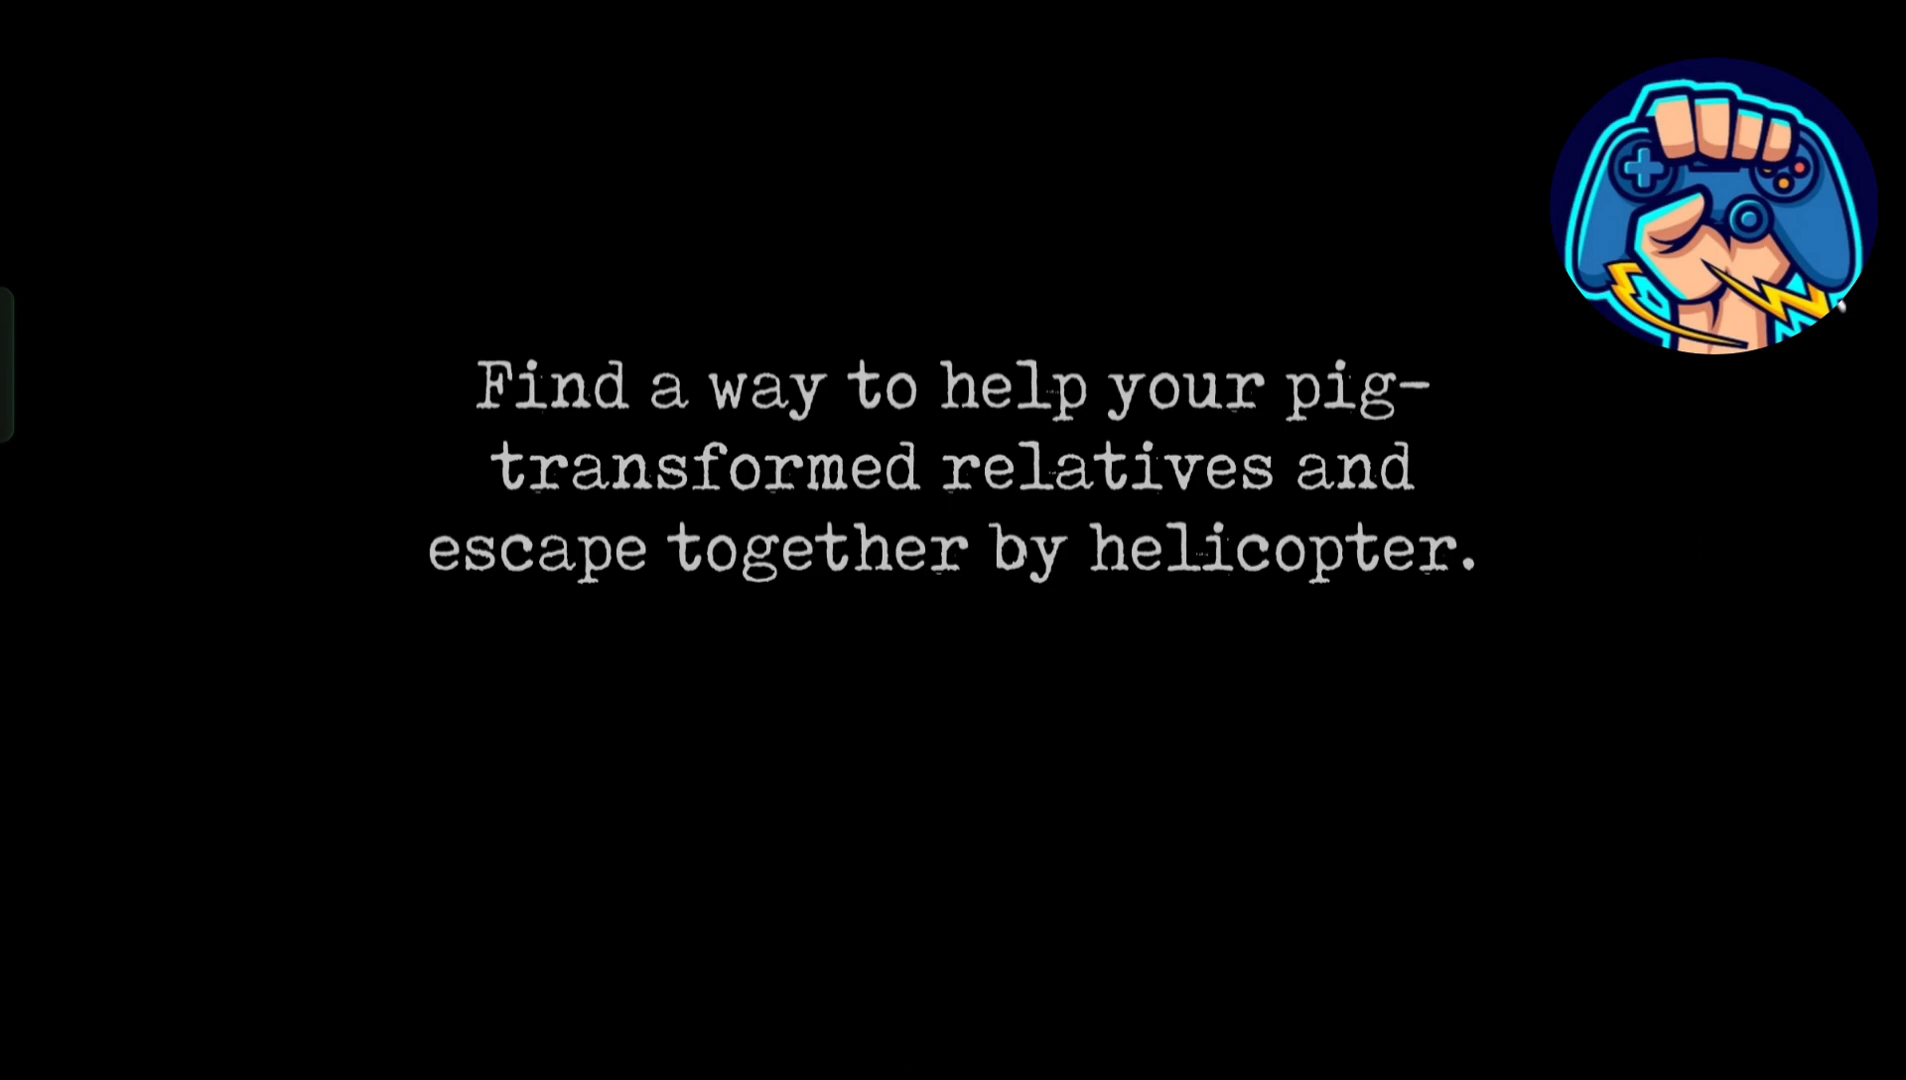 Find a way to help your pig-
transformed relatives and
escape together by helicopter.